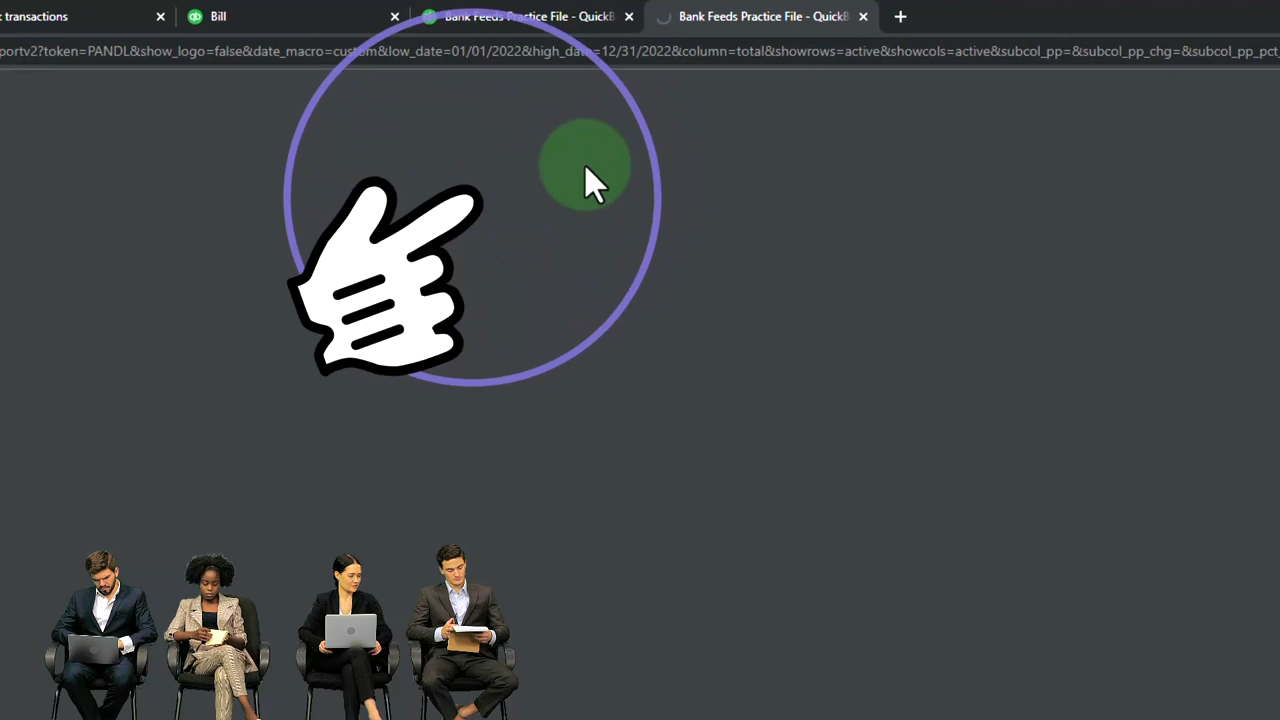 transactions
Bill
Bank Feeds Practice File - QuickB
Bank Feeds Practice File - QuickB
portv2?token=PANDL&show_logo=false&date_macro=custom&low_date=01/01/2022&high_date=12/31/2022&column=total&showrows=active&showcols=active&subcol_pp=&subcol_pp_chg=&subcol_pp_pct_